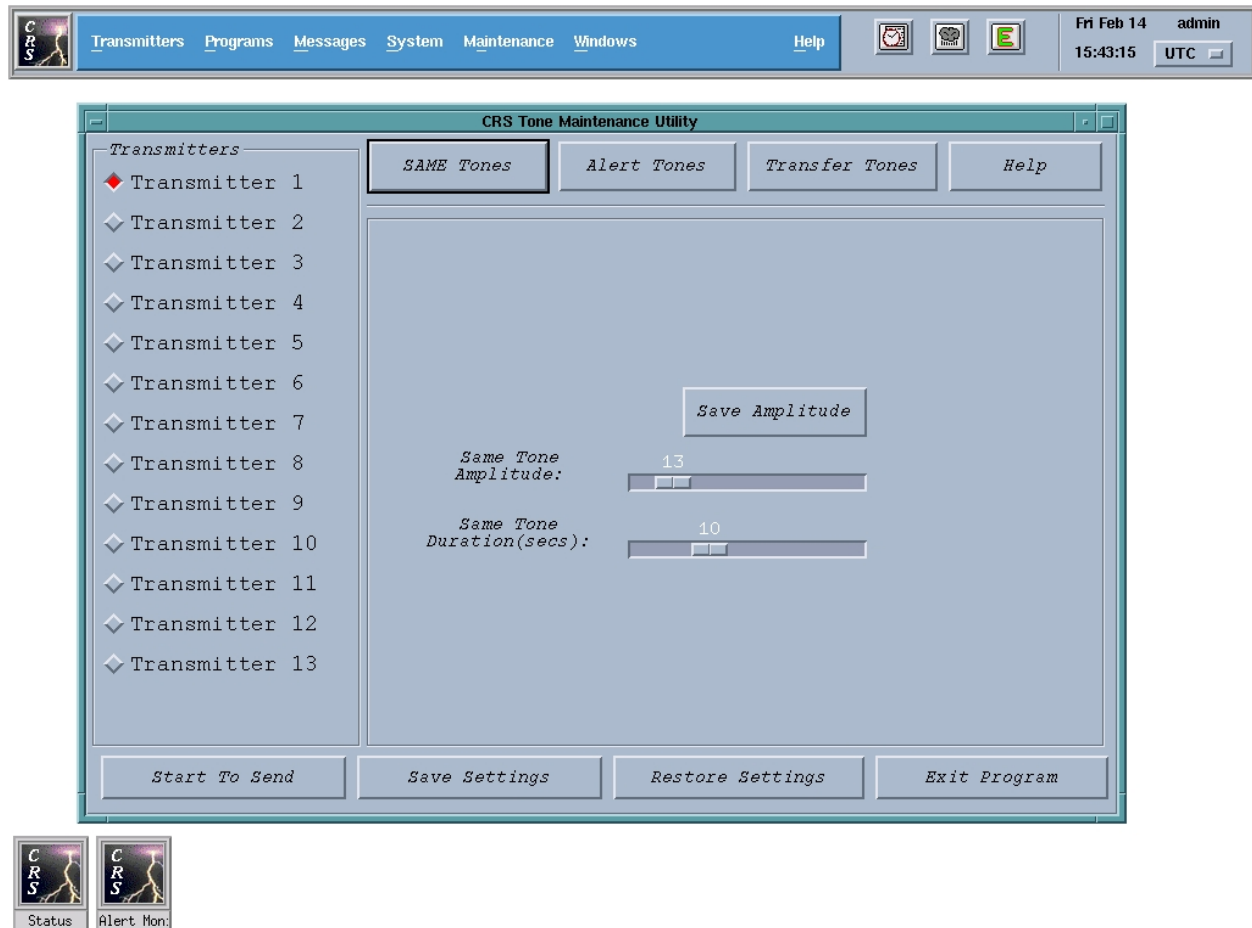 CRS
Transmitters Programs Messages System Maintenance Windows Help
E
Fri Feb 14 admin
15:43:15 UTC
CRS Tone Maintenance Utility
Transmitters
Transmitter 1
Transmitter 2
Transmitter 3
Transmitter 4
Transmitter 5
Transmitter 6
Transmitter 7
Transmitter 8
Transmitter 9
Transmitter 10
Transmitter 11
Transmitter 12
Transmitter 13
SAME Tones Alert Tones Transfer Tones Help
Save Amplitude
Same Tone
Amplitude:
13
Same Tone
Duration(secs):
10
Start To Send Save Settings Restore Settings Exit Program
CRS
Status
CRS
Alert Mon: